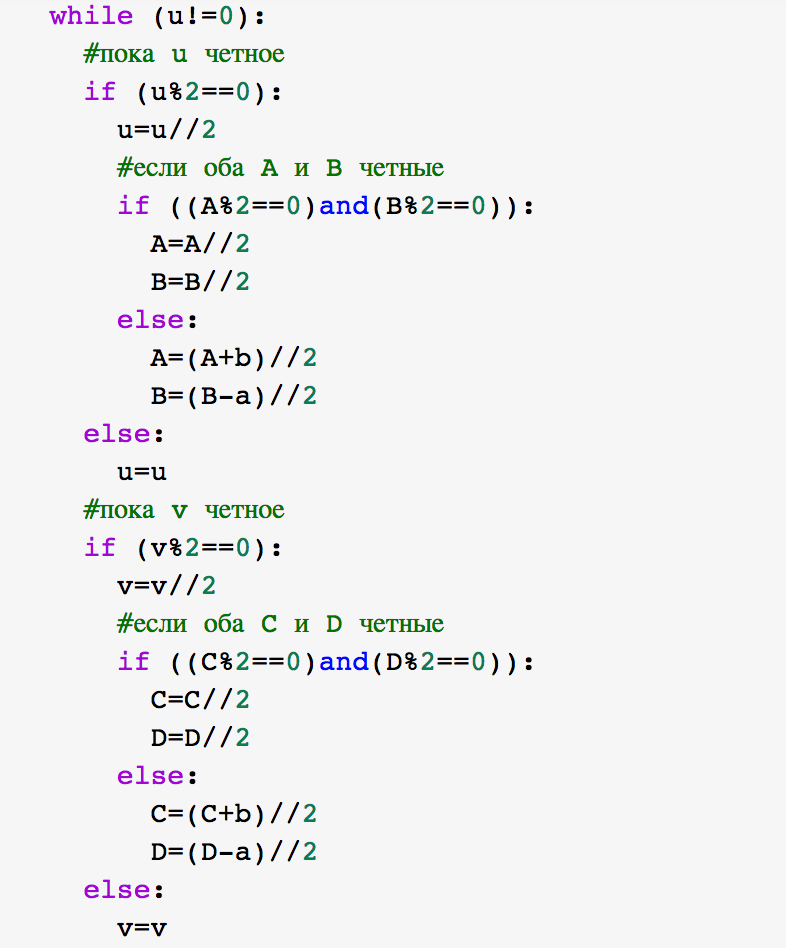 while (u!=0):
#пока u четное
if (u%2==0):
u=u//2
#если оба A и B четные
if ((A%2==0)and(B%2==0)):
A=A//2
B=B//2
else:
A=(A+b)//2
B=(B-a)//2
else:
u=u
#пока v четное
if (v%2==0):
v=v//2
#если оба C и D четные
if ((C%2==0)and(D%2==0)):
C=C//2
D=D//2
else:
C=(C+b)//2
D=(D-a)//2
else:
v=v